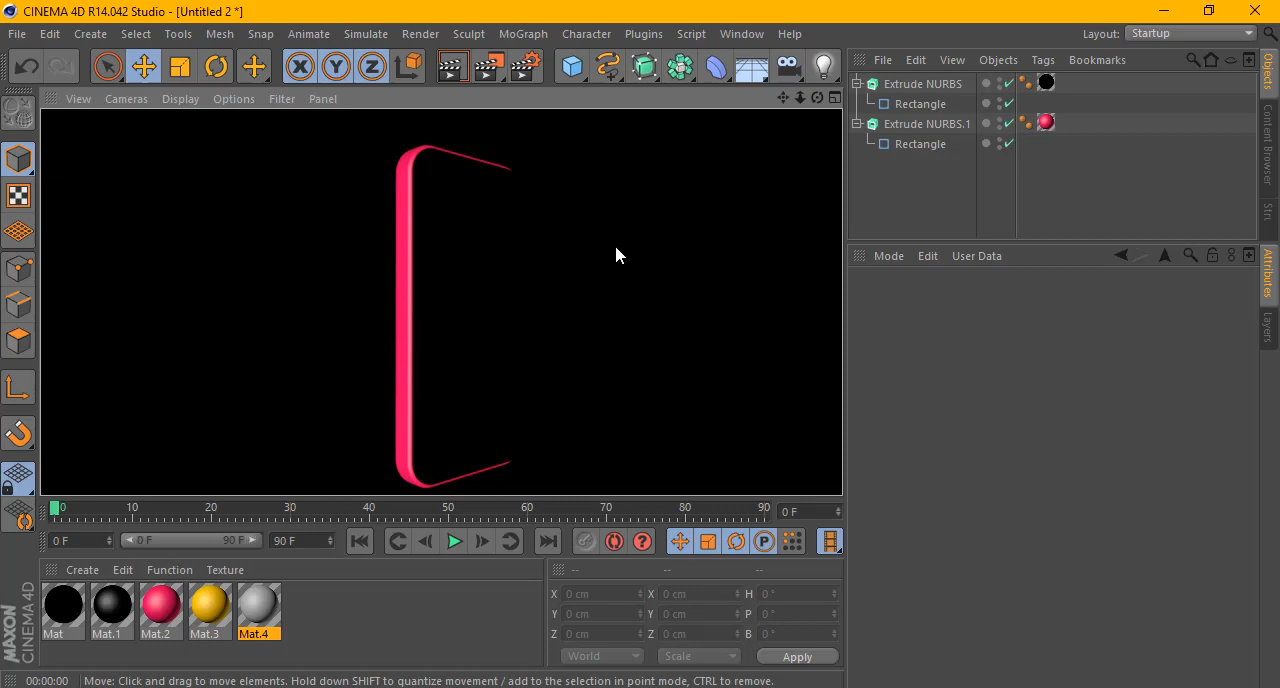 CINEMA 4D R14.042 Studio - [Untitled 2 *]
File Edit Create Select Tools Mesh Snap Animate Simulate Render Sculpt MoGraph Character Plugins Script Window Help Layout: Startup
File Edit View Objects Tags Bookmarks
View Cameras Display Options Filter Panel
Extrude NURBS
Rectangle
Extrude NURBS.1
Rectangle
Objects
Content Browser
Str
Mode Edit User Data
Attributes
Layers
0 10 20 30 40 50 60 70 80 90 0 F
0 F 0 F 90 F 90 F
Create Edit Function Texture
Mat Mat.1 Mat.2 Mat.3 Mat.4
-- -- --
X 0 cm X 0 cm H 0 °
Y 0 cm Y 0 cm P 0 °
Z 0 cm Z 0 cm B 0 °
World Scale Apply
MAXON
CINEMA 4D
00:00:00 Move: Click and drag to move elements. Hold down SHIFT to quantize movement / add to the selection in point mode, CTRL to remove.